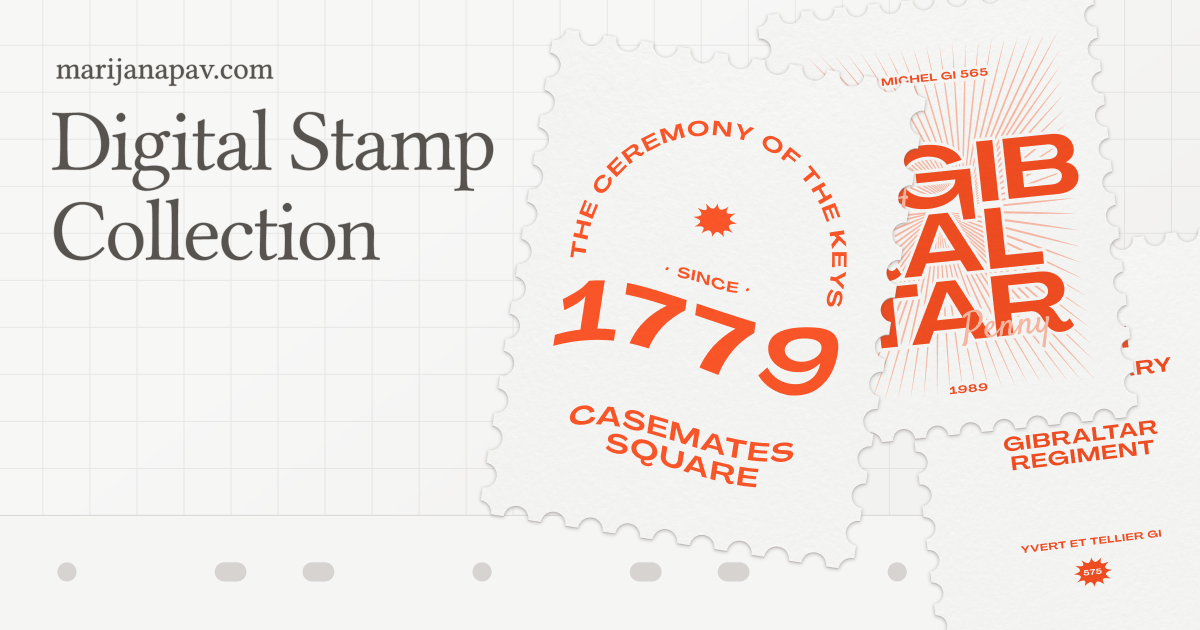 marijanapav.com
Digital Stamp
Collection
THE CEREMONY OF THE KEYS
· SINCE ·
1779
CASEMATES
SQUARE
MICHEL GI 565
GIB
AL
TAR
Penny
1989
RY
GIBRALTAR
REGIMENT
YVERT ET TELLIER GI
575